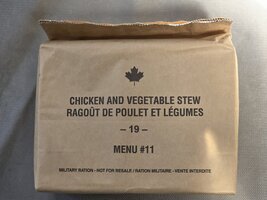 CHICKEN AND VEGETABLE STEW
RAGOÛT DE POULET ET LÉGUMES
– 19 –
MENU #11
MILITARY RATION - NOT FOR RESALE / RATION MILITAIRE - VENTE INTERDITE